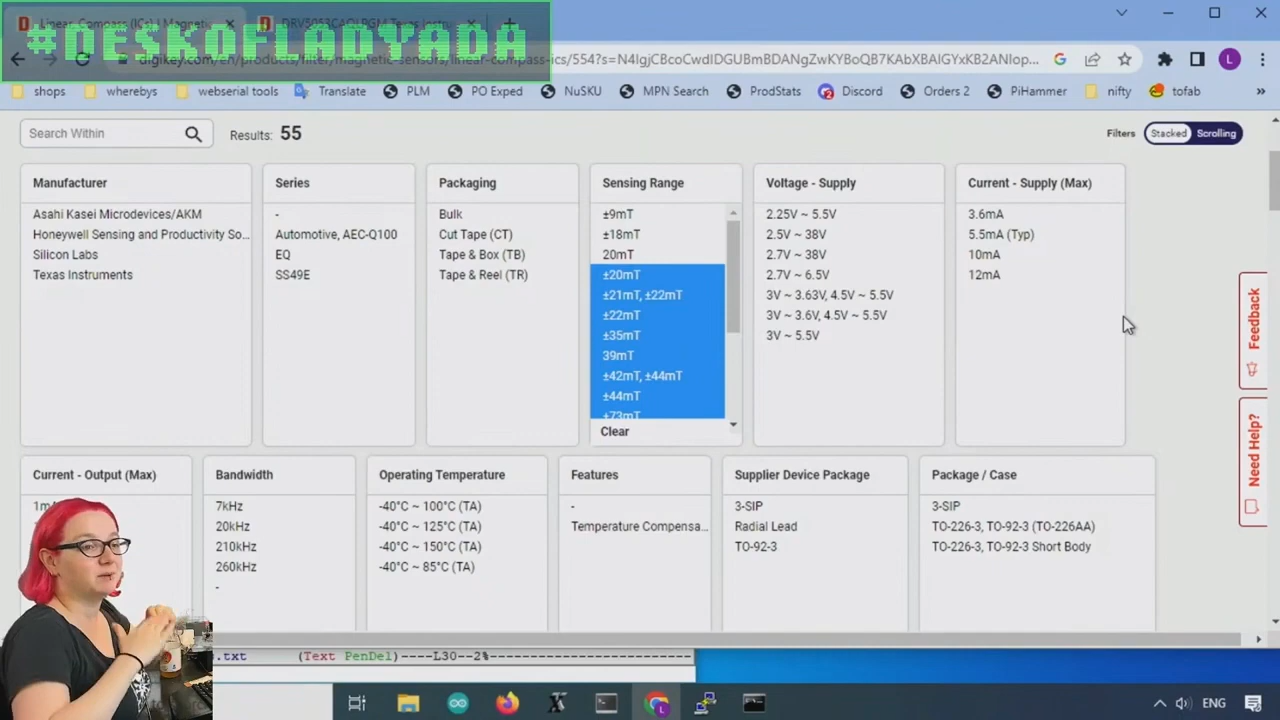 #DESKOFLADYADA
Linear, Compass (ICs) | Magnet
DRV5053CAQLPGM Texas Instru
digikey.com/en/products/filter/magnetic-sensors/linear-compass-ics/554?s=
shops
wherebys
webserial tools
Translate
PLM
PO Exped
NuSKU
MPN Search
ProdStats
Discord
Orders 2
PiHammer
nifty
tofab
»
Search Within
Results: 55
Filters
Stacked
Scrolling
Manufacturer
Asahi Kasei Microdevices/AKM
Honeywell Sensing and Productivity So...
Silicon Labs
Texas Instruments
Series
-
Automotive, AEC-Q100
EQ
SS49E
Packaging
Bulk
Cut Tape (CT)
Tape & Box (TB)
Tape & Reel (TR)
Sensing Range
±9mT
±18mT
20mT
±20mT
±21mT, ±22mT
±22mT
±35mT
39mT
±42mT, ±44mT
±44mT
±73mT
Clear
Voltage - Supply
2.25V ~ 5.5V
2.5V ~ 38V
2.7V ~ 38V
2.7V ~ 6.5V
3V ~ 3.63V, 4.5V ~ 5.5V
3V ~ 3.6V, 4.5V ~ 5.5V
3V ~ 5.5V
Current - Supply (Max)
3.6mA
5.5mA (Typ)
10mA
12mA
Feedback
Need Help?
Current - Output (Max)
Bandwidth
7kHz
20kHz
210kHz
260kHz
-
Operating Temperature
-40°C ~ 100°C (TA)
-40°C ~ 125°C (TA)
-40°C ~ 150°C (TA)
-40°C ~ 85°C (TA)
Features
-
Temperature Compensa...
Supplier Device Package
3-SIP
Radial Lead
TO-92-3
Package / Case
3-SIP
TO-226-3, TO-92-3 (TO-226AA)
TO-226-3, TO-92-3 Short Body
.txt (Text PenDel)----L30--2%
ENG